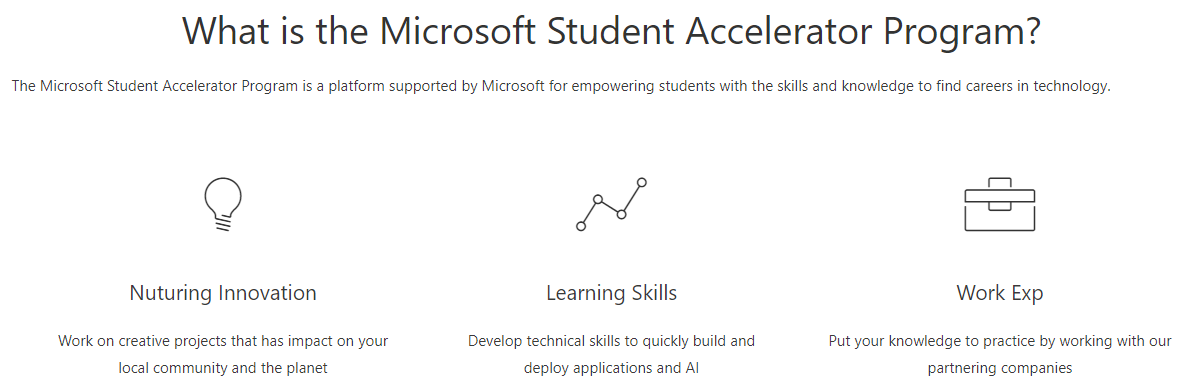 What is the Microsoft Student Accelerator Program?
The Microsoft Student Accelerator Program is a platform supported by Microsoft for empowering students with the skills and knowledge to find careers in technology.
Nuturing Innovation
Work on creative projects that has impact on your
local community and the planet
Learning Skills
Develop technical skills to quickly build and
deploy applications and AI
Work Exp
Put your knowledge to practice by working with our
partnering companies